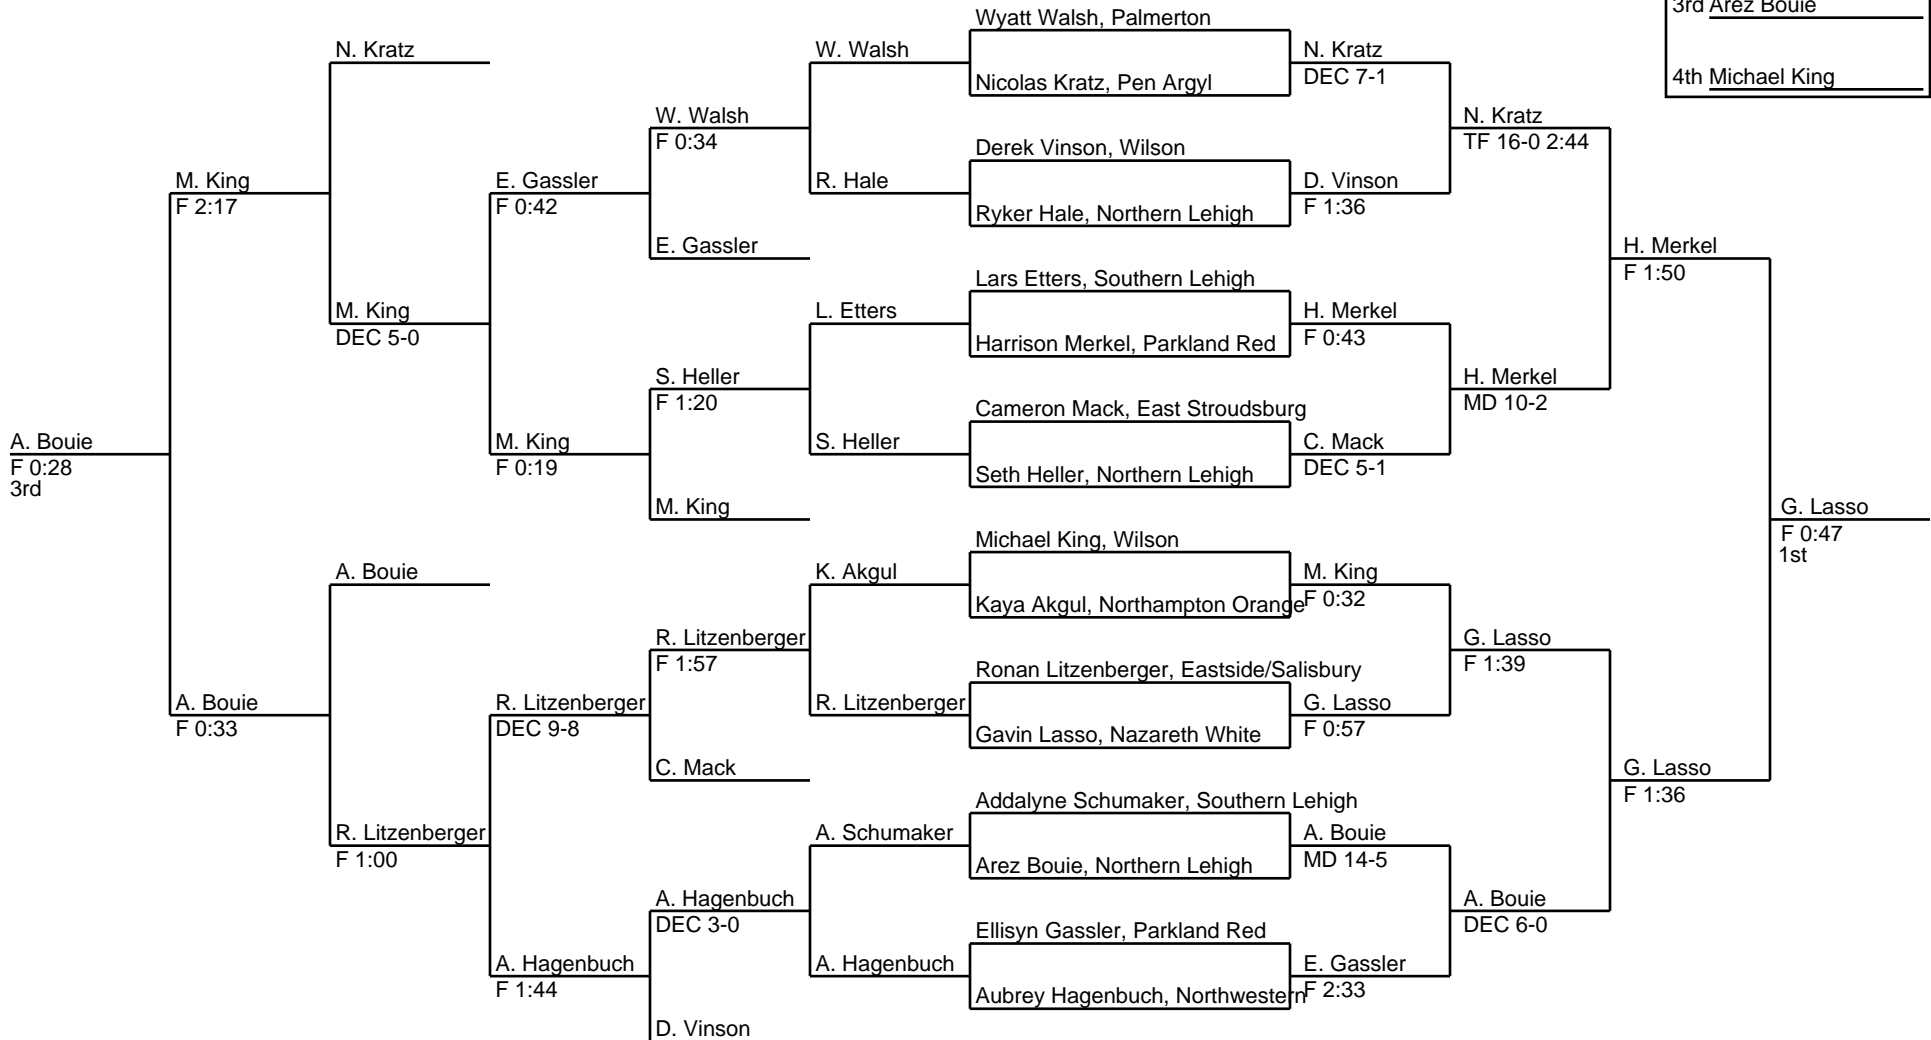 3rd Arez Bouie
4th Michael King
Wyatt Walsh, Palmerton
Nicolas Kratz, Pen Argyl
Derek Vinson, Wilson
Ryker Hale, Northern Lehigh
Lars Etters, Southern Lehigh
Harrison Merkel, Parkland Red
Cameron Mack, East Stroudsburg
Seth Heller, Northern Lehigh
Michael King, Wilson
Kaya Akgul, Northampton Orange
Ronan Litzenberger, Eastside/Salisbury
Gavin Lasso, Nazareth White
Addalyne Schumaker, Southern Lehigh
Arez Bouie, Northern Lehigh
Ellisyn Gassler, Parkland Red
Aubrey Hagenbuch, Northwestern
N. Kratz
DEC 7-1
D. Vinson
F 1:36
H. Merkel
F 0:43
C. Mack
DEC 5-1
M. King
F 0:32
G. Lasso
F 0:57
A. Bouie
MD 14-5
E. Gassler
F 2:33
N. Kratz
TF 16-0 2:44
H. Merkel
MD 10-2
G. Lasso
F 1:39
A. Bouie
DEC 6-0
H. Merkel
F 1:50
G. Lasso
F 1:36
G. Lasso
F 0:47
1st
W. Walsh
R. Hale
L. Etters
S. Heller
K. Akgul
R. Litzenberger
A. Schumaker
A. Hagenbuch
W. Walsh
F 0:34
E. Gassler
S. Heller
F 1:20
M. King
R. Litzenberger
F 1:57
C. Mack
A. Hagenbuch
DEC 3-0
D. Vinson
E. Gassler
F 0:42
M. King
F 0:19
R. Litzenberger
DEC 9-8
A. Hagenbuch
F 1:44
N. Kratz
M. King
DEC 5-0
A. Bouie
R. Litzenberger
F 1:00
M. King
F 2:17
A. Bouie
F 0:33
A. Bouie
F 0:28
3rd